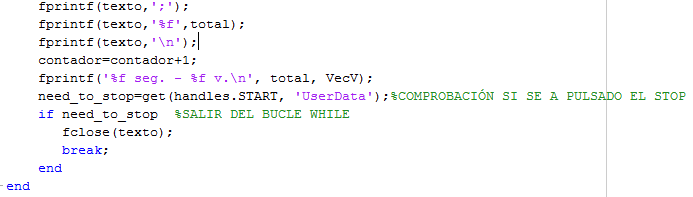 fprintf(texto,';');
fprintf(texto,'%f',total);
fprintf(texto,'\n');
contador=contador+1;
fprintf('%f seg. - %f v.\n', total, VecV);
need_to_stop=get(handles.START, 'UserData');%COMPROBACIÓN SI SE A PULSADO EL STOP
if need_to_stop  %SALIR DEL BUCLE WHILE
fclose(texto);
break;
end
end